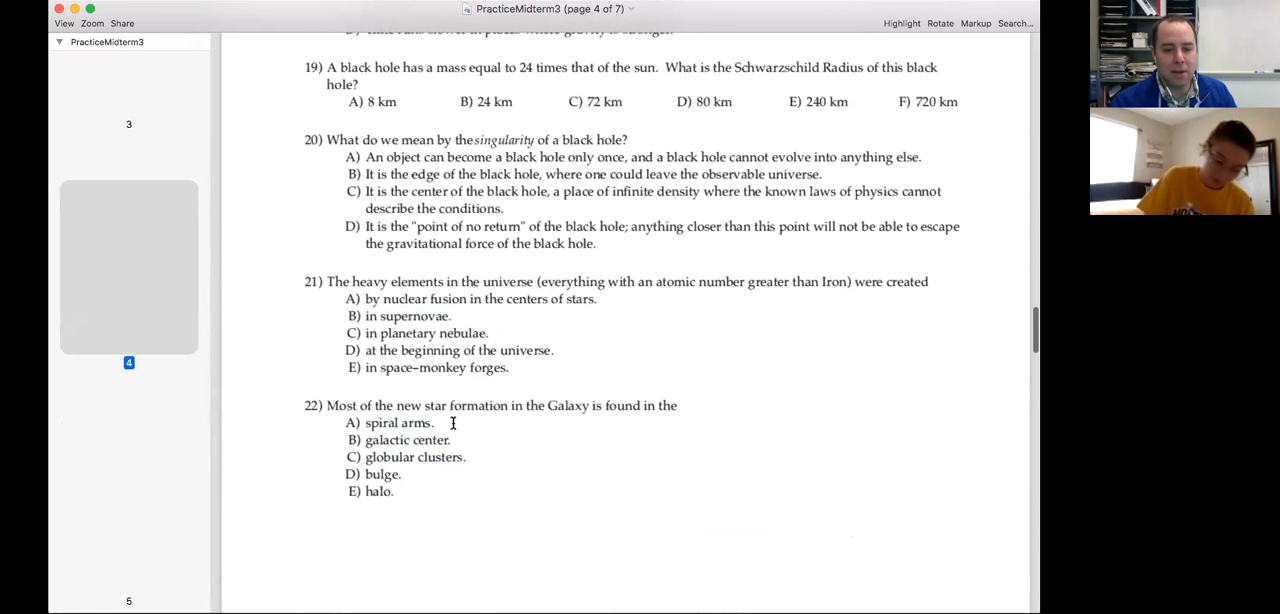 PracticeMidterm3 (page 4 of 7)
View Zoom Share
Highlight Rotate Markup Search...
PracticeMidterm3
3
4
5
D) Time runs slower in places where gravity is stronger.
19) A black hole has a mass equal to 24 times that of the sun. What is the Schwarzschild Radius of this black
hole?
A) 8 km B) 24 km C) 72 km D) 80 km E) 240 km F) 720 km
20) What do we mean by the singularity of a black hole?
A) An object can become a black hole only once, and a black hole cannot evolve into anything else.
B) It is the edge of the black hole, where one could leave the observable universe.
C) It is the center of the black hole, a place of infinite density where the known laws of physics cannot
describe the conditions.
D) It is the "point of no return" of the black hole; anything closer than this point will not be able to escape
the gravitational force of the black hole.
21) The heavy elements in the universe (everything with an atomic number greater than Iron) were created
A) by nuclear fusion in the centers of stars.
B) in supernovae.
C) in planetary nebulae.
D) at the beginning of the universe.
E) in space-monkey forges.
22) Most of the new star formation in the Galaxy is found in the
A) spiral arms.
B) galactic center.
C) globular clusters.
D) bulge.
E) halo.